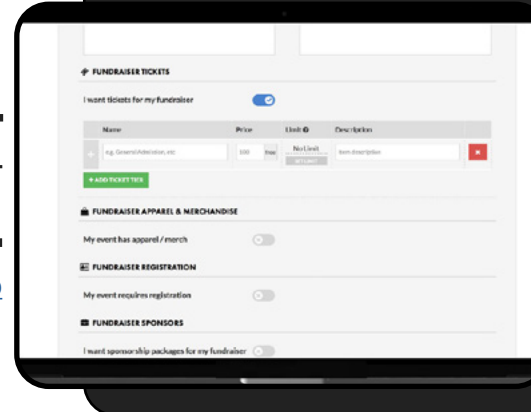 FUNDRAISER TICKETS
I want tickets for my fundraiser
Name Price Limit Description
e.g. General Admission, etc 100 free No Limit item description
SET LIMIT
+ ADD TICKET TIER
FUNDRAISER APPAREL & MERCHANDISE
My event has apparel / merch
FUNDRAISER REGISTRATION
My event requires registration
FUNDRAISER SPONSORS
I want sponsorship packages for my fundraiser